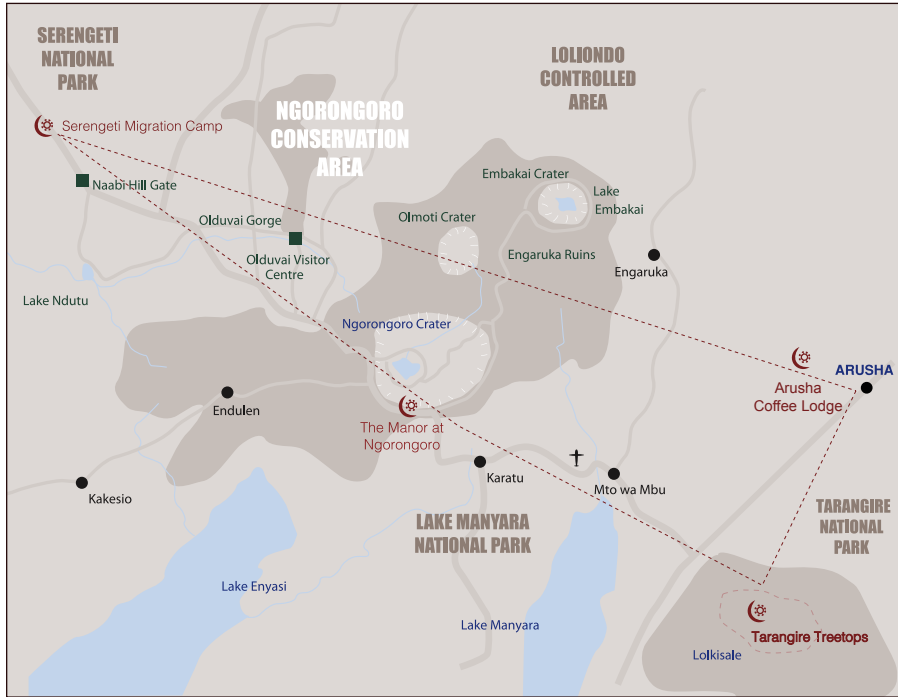 SERENGETI
NATIONAL
PARK
LOLIONDO
CONTROLLED
AREA
NGORONGORO
CONSERVATION
AREA
Serengeti Migration Camp
Naabi Hill Gate
Embakai Crater
Lake
Embakai
Olduvai Gorge
Olmoti Crater
Olduvai Visitor
Centre
Engaruka Ruins
Engaruka
Lake Ndutu
Ngorongoro Crater
ARUSHA
Arusha
Coffee Lodge
Endulen
The Manor at
Ngorongoro
Karatu
Mto wa Mbu
Kakesio
LAKE MANYARA
NATIONAL PARK
TARANGIRE
NATIONAL
PARK
Lake Enyasi
Lake Manyara
Tarangire Treetops
Lolkisale